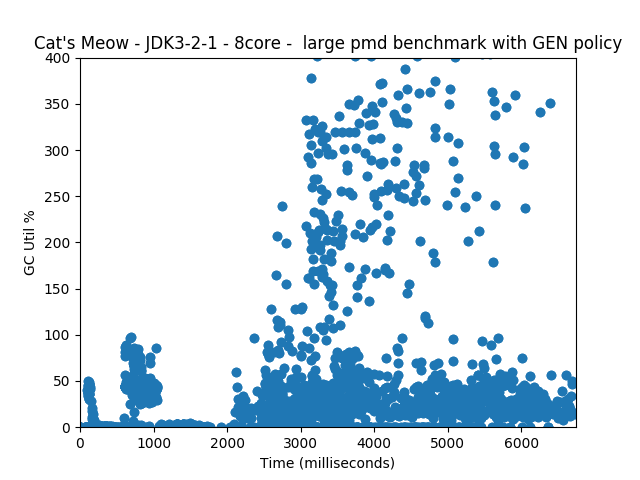 Cat's Meow - JDK3-2-1 - 8core -  large pmd benchmark with GEN policy
400
350
300
250
200
150
100
50
0
GC Util %
0 1000 2000 3000 4000 5000 6000
Time (milliseconds)